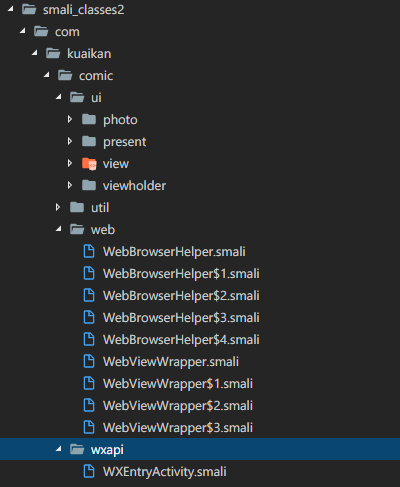 smali_classes2
com
kuaikan
comic
ui
photo
present
view
viewholder
util
web
WebBrowserHelper.smali
WebBrowserHelper$1.smali
WebBrowserHelper$2.smali
WebBrowserHelper$3.smali
WebBrowserHelper$4.smali
WebViewWrapper.smali
WebViewWrapper$1.smali
WebViewWrapper$2.smali
WebViewWrapper$3.smali
wxapi
WXEntryActivity.smali